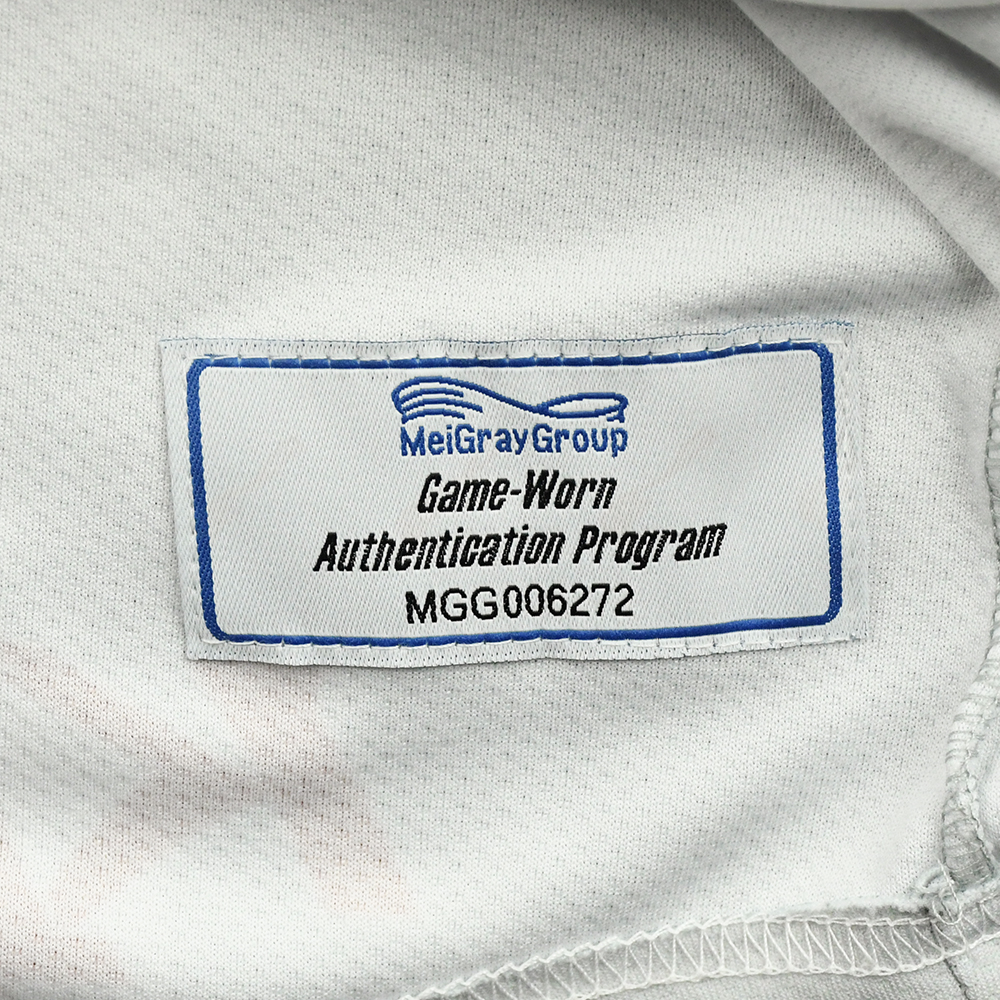 MeiGrayGroup
Game-Worn
Authentication Program
MGG006272